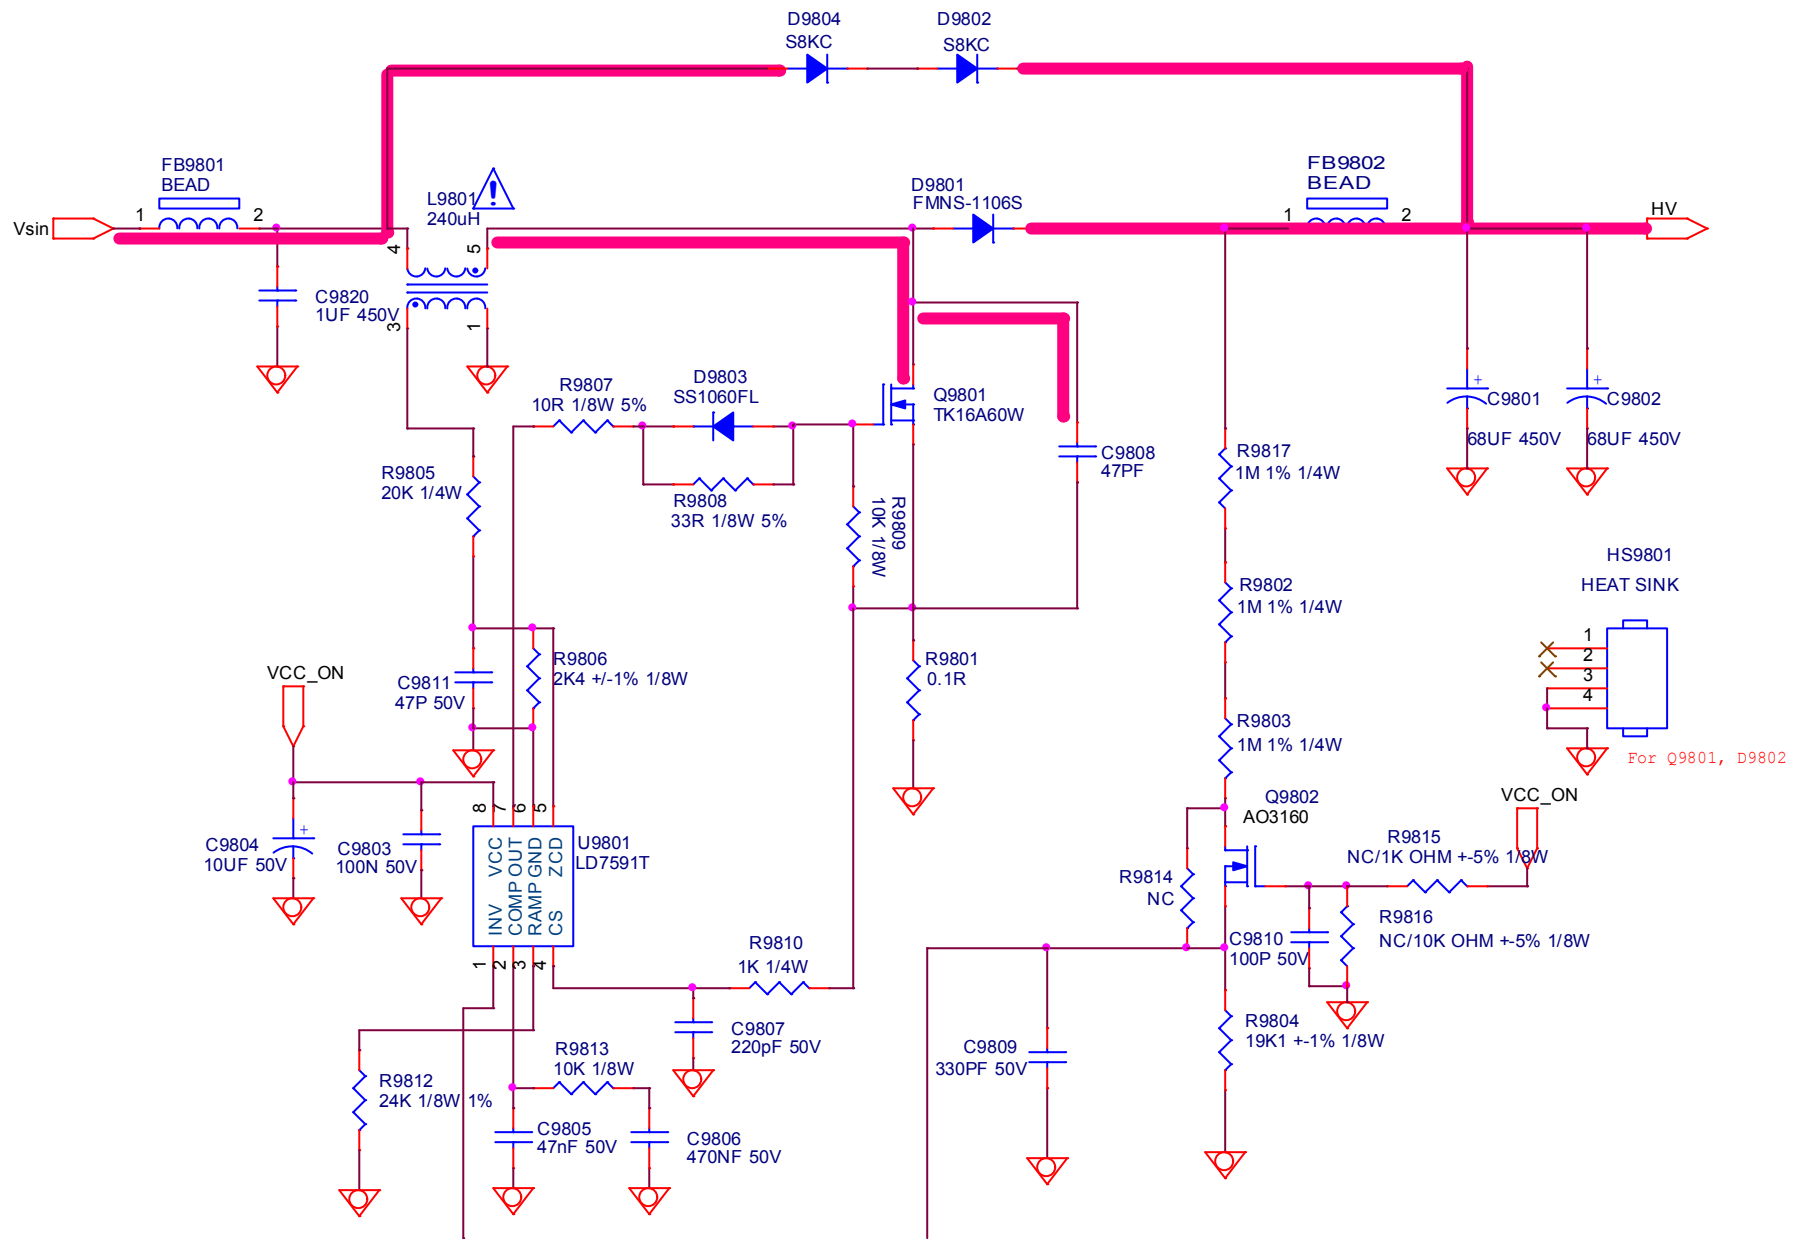 D9804
S8KC
D9802
S8KC
FB9801
BEAD
Vsin
1
2
L9801
240uH
!
4
5
3
1
C9820
1UF 450V
D9801
FMNS-1106S
FB9802
BEAD
1
2
HV
R9807
10R 1/8W 5%
D9803
SS1060FL
Q9801
TK16A60W
R9808
33R 1/8W 5%
R9809
10K 1/8W
C9808
47PF
R9805
20K 1/4W
R9817
1M 1% 1/4W
+
C9801
68UF 450V
+
C9802
68UF 450V
R9802
1M 1% 1/4W
HS9801
HEAT SINK
1
2
3
4
For Q9801, D9802
VCC_ON
C9811
47P 50V
R9806
2K4 +/-1% 1/8W
R9801
0.1R
R9803
1M 1% 1/4W
Q9802
AO3160
VCC_ON
R9815
NC/1K OHM +-5% 1/8W
C9804
10UF 50V
+
C9803
100N 50V
8
7
6
5
U9801
LD7591T
INV
VCC
COMP
OUT
RAMP
GND
CS
ZCD
1
2
3
4
R9814
NC
C9810
100P 50V
R9816
NC/10K OHM +-5% 1/8W
R9810
1K 1/4W
C9807
220pF 50V
R9813
10K 1/8W
R9812
24K 1/8W 1%
C9805
47nF 50V
C9806
470NF 50V
C9809
330PF 50V
R9804
19K1 +-1% 1/8W